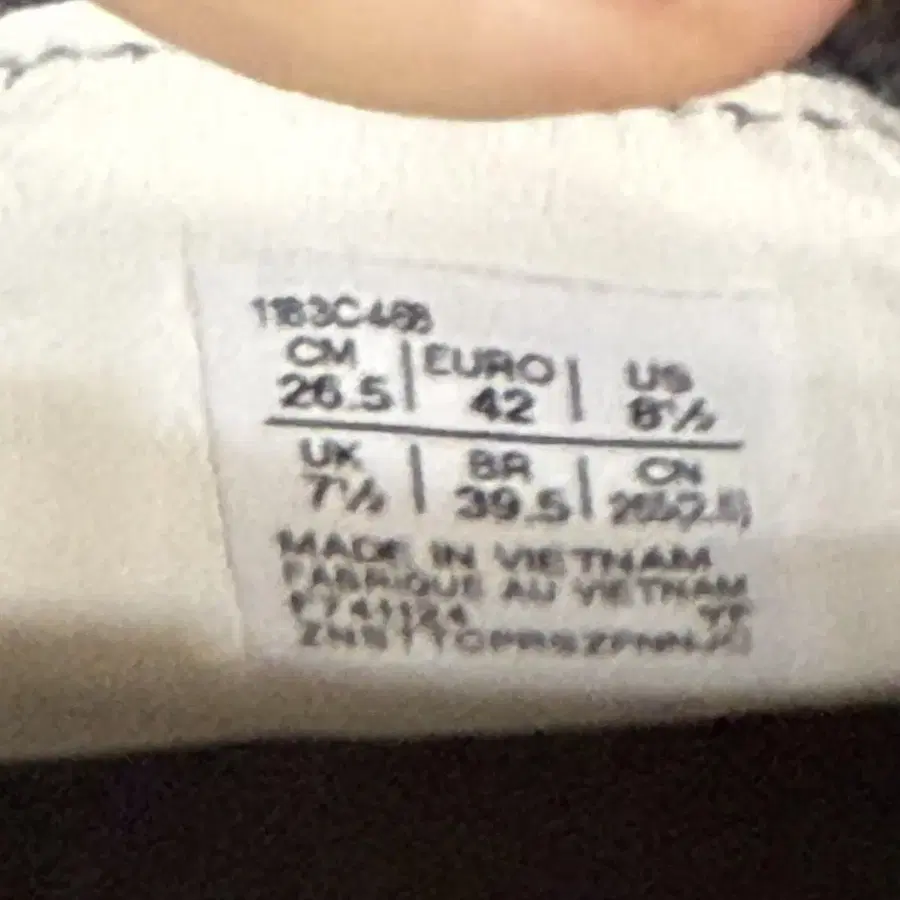 1183C468
CM | EURO | US
26.5 | 42 | 8½
UK | BR | CN
7½ | 39.5 |
MADE IN VIETNAM
FABRIQUE AU VIETNAM